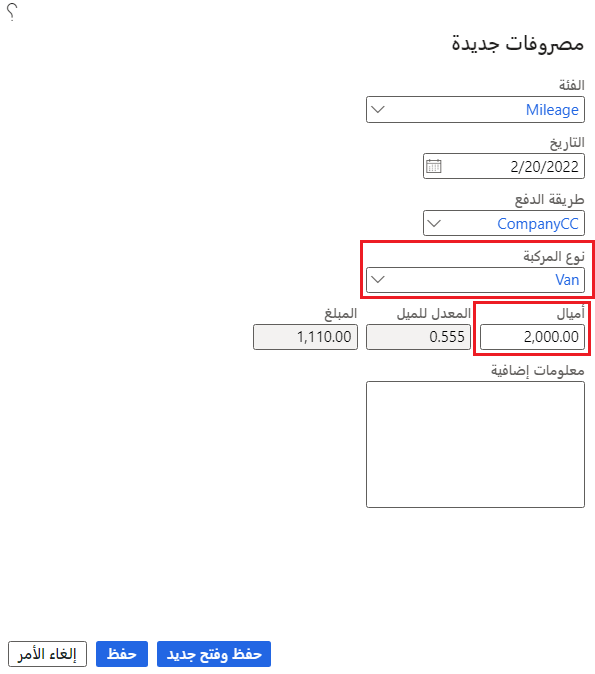 ؟
مصروفات جديدة
الفئة
Mileage
التاريخ
2/20/2022
طريقة الدفع
CompanyCC
نوع المركبة
Van
أميال المعدل للميل المبلغ
2,000.00 0.555 1,110.00
معلومات إضافية
حفظ وفتح جديد حفظ إلغاء الأمر